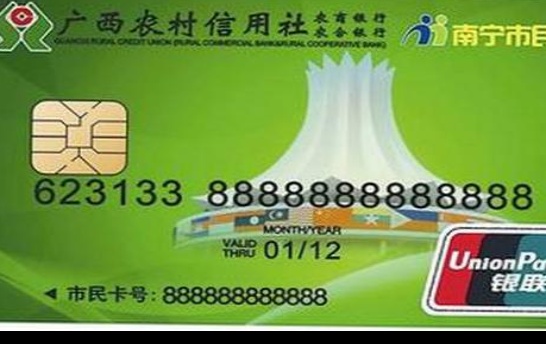 广西农村信用社 农商银行
农合银行
GUANGXI RURAL CREDIT UNION (RURAL COMMERCIAL BANK&RURAL COOPERATIVE BANK)
南宁市民
623133 8888888888888
MONTH/YEAR
VALID THRU 01/12
UnionPa
银联
市民卡号:888888888888